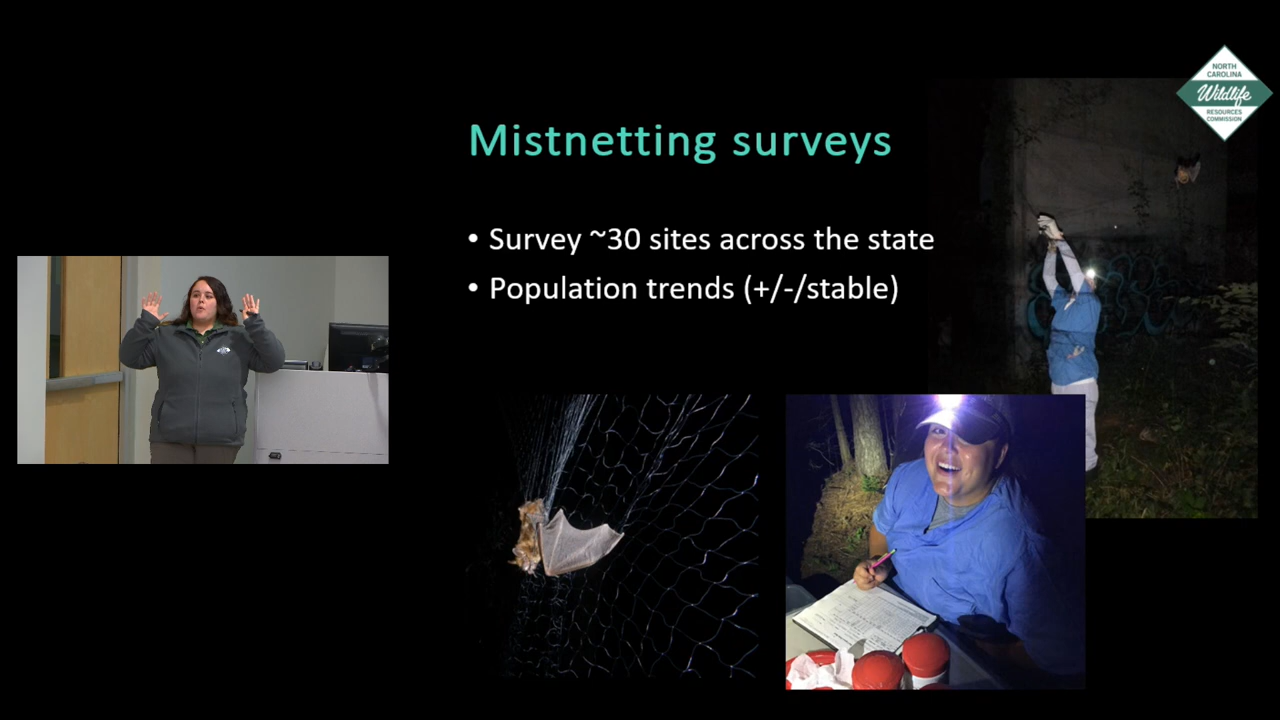 NORTH
CAROLINA
Wildlife
RESOURCES
COMMISSION
Mistnetting surveys
• Survey ~30 sites across the state
• Population trends (+/-/stable)